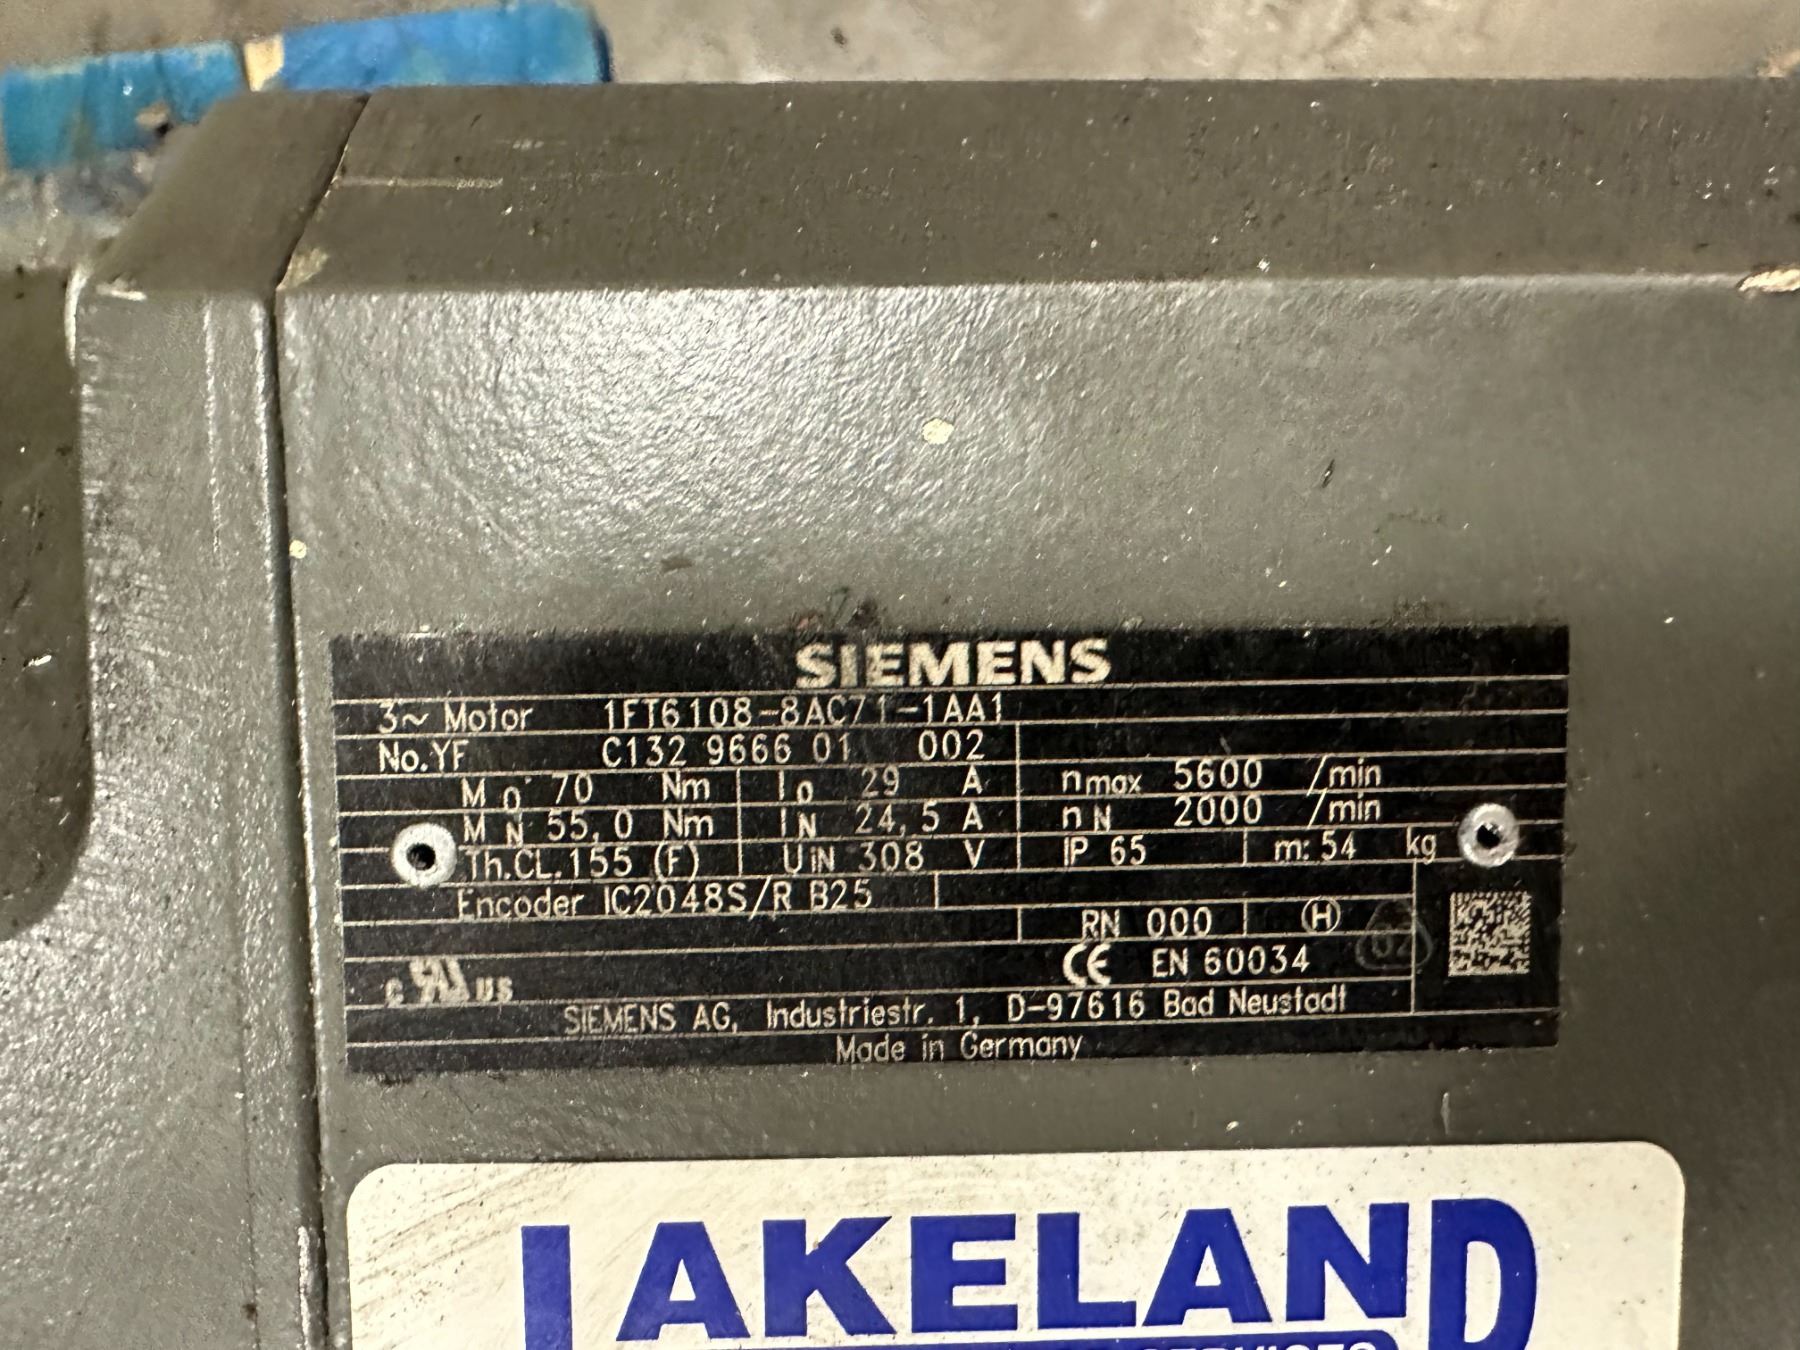 SIEMENS
3~ Motor 1FT6108-8AC71-1AA1
No.YF C132 9666 01 002
M0 70 Nm I0 29 A nmax 5600 /min
MN 55,0 Nm IN 24,5 A nN 2000 /min
Th.CL.155 (F) UiN 308 V IP 65 m: 54 kg
Encoder IC2048S/R B25
RN 000 H 02
CE EN 60034
c RU US
SIEMENS AG, Industriestr. 1, D-97616 Bad Neustadt
Made in Germany
LAKELAND
SERVICES